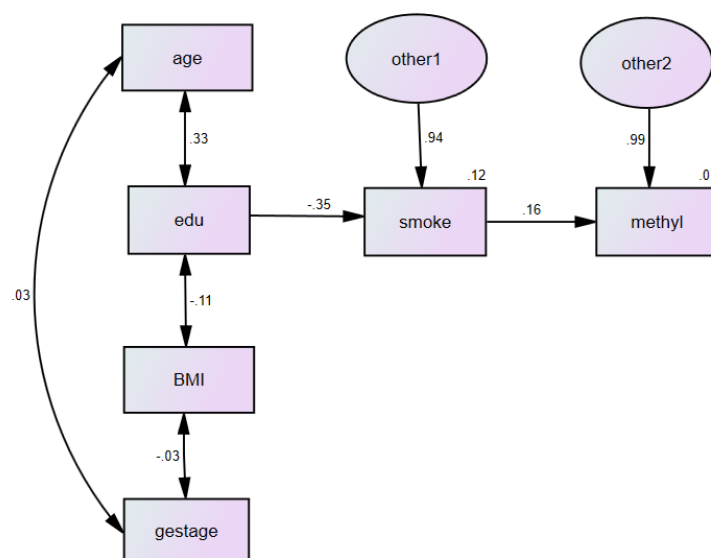 age
other1
other2
.33
.94
.99
edu
-.35
.12
smoke
.16
methyl
.03
-.11
BMI
-.03
gestage